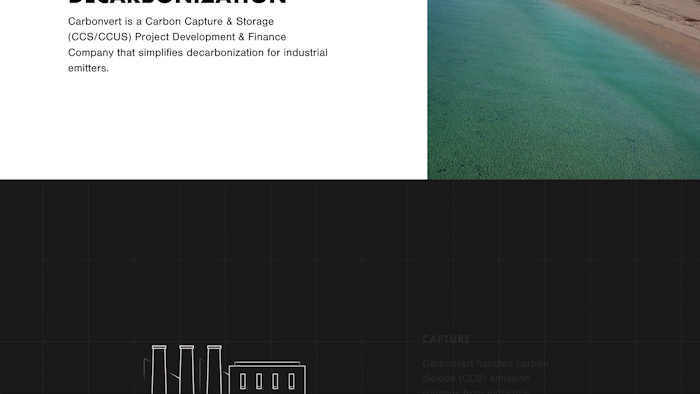 DECARBONIZATION
Carbonvert is a Carbon Capture & Storage
(CCS/CCUS) Project Development & Finance
Company that simplifies decarbonization for industrial
emitters.
CAPTURE
Carbonvert handles carbon
dioxide (CO2) emission